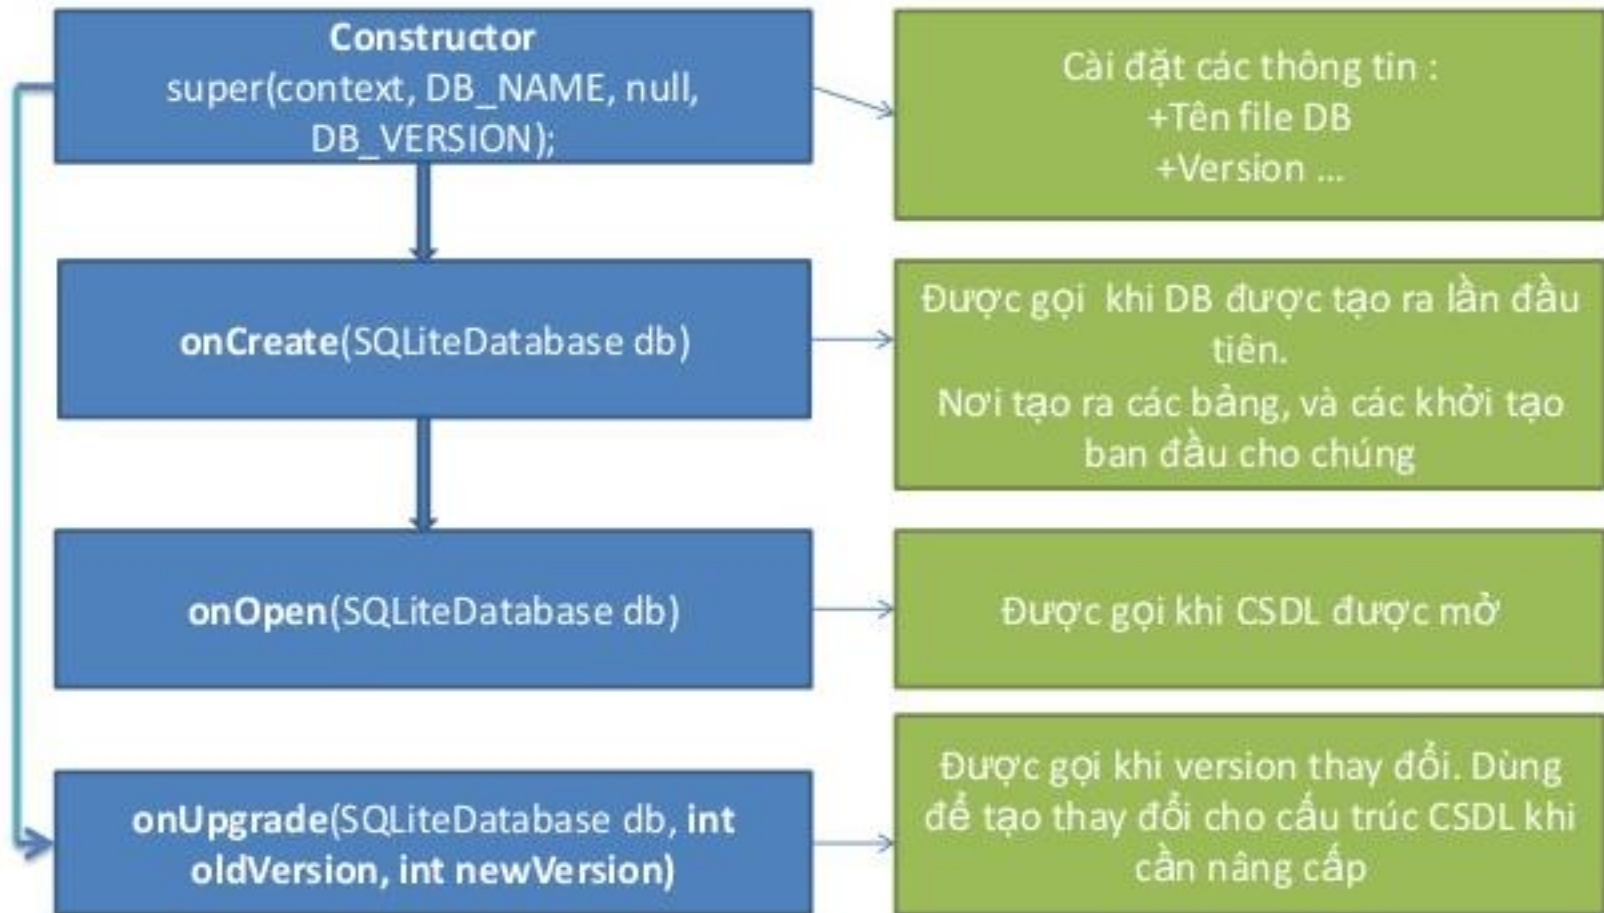 Constructor
super(context, DB_NAME, null,
DB_VERSION);
Cài đặt các thông tin :
+Tên file DB
+Version ...
onCreate(SQLiteDatabase db)
Được gọi khi DB được tạo ra lần đầu
tiên.
Nơi tạo ra các bảng, và các khởi tạo
ban đầu cho chúng
onOpen(SQLiteDatabase db)
Được gọi khi CSDL được mở
onUpgrade(SQLiteDatabase db, int
oldVersion, int newVersion)
Được gọi khi version thay đổi. Dùng
để tạo thay đổi cho cấu trúc CSDL khi
cần nâng cấp